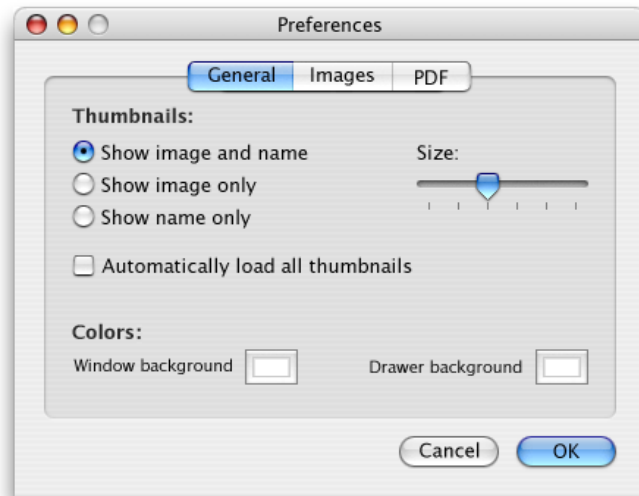 Preferences
General Images PDF
Thumbnails:
Show image and name
Size:
Show image only
Show name only
Automatically load all thumbnails
Colors:
Window background
Drawer background
Cancel
OK